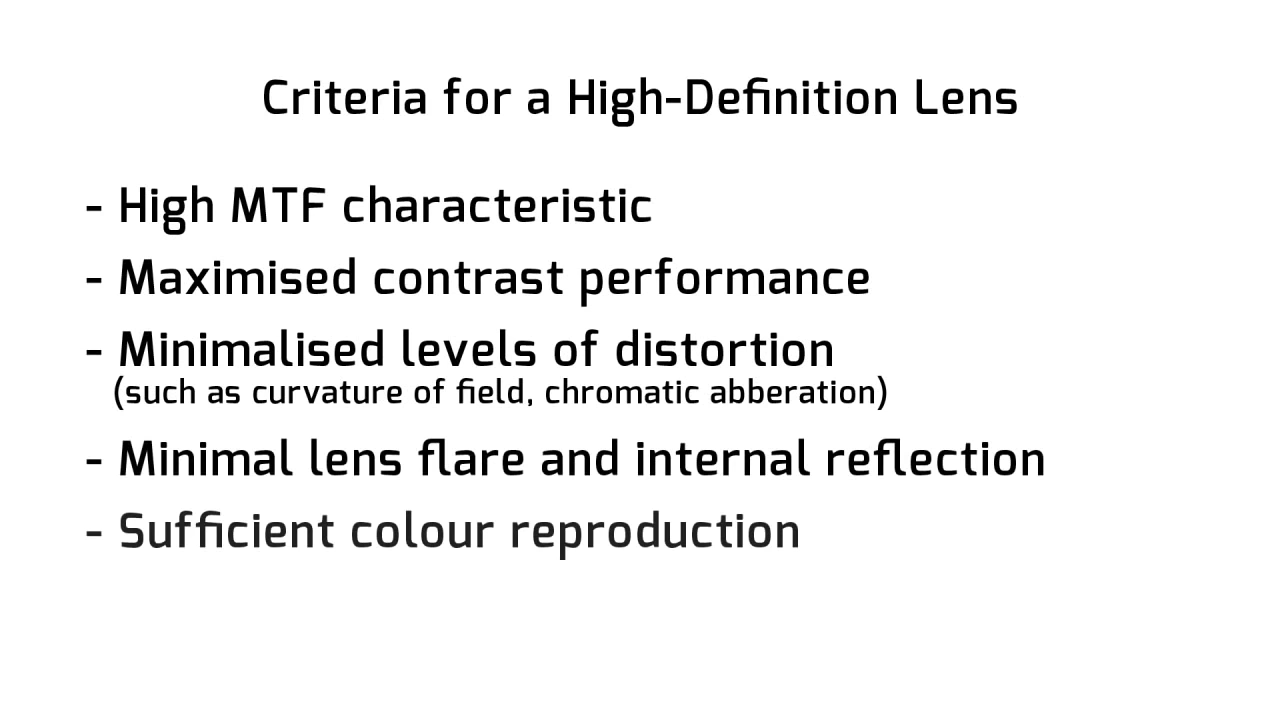 Criteria for a High-Definition Lens
- High MTF characteristic
- Maximised contrast performance
- Minimalised levels of distortion
(such as curvature of field, chromatic abberation)
- Minimal lens flare and internal reflection
- Sufficient colour reproduction